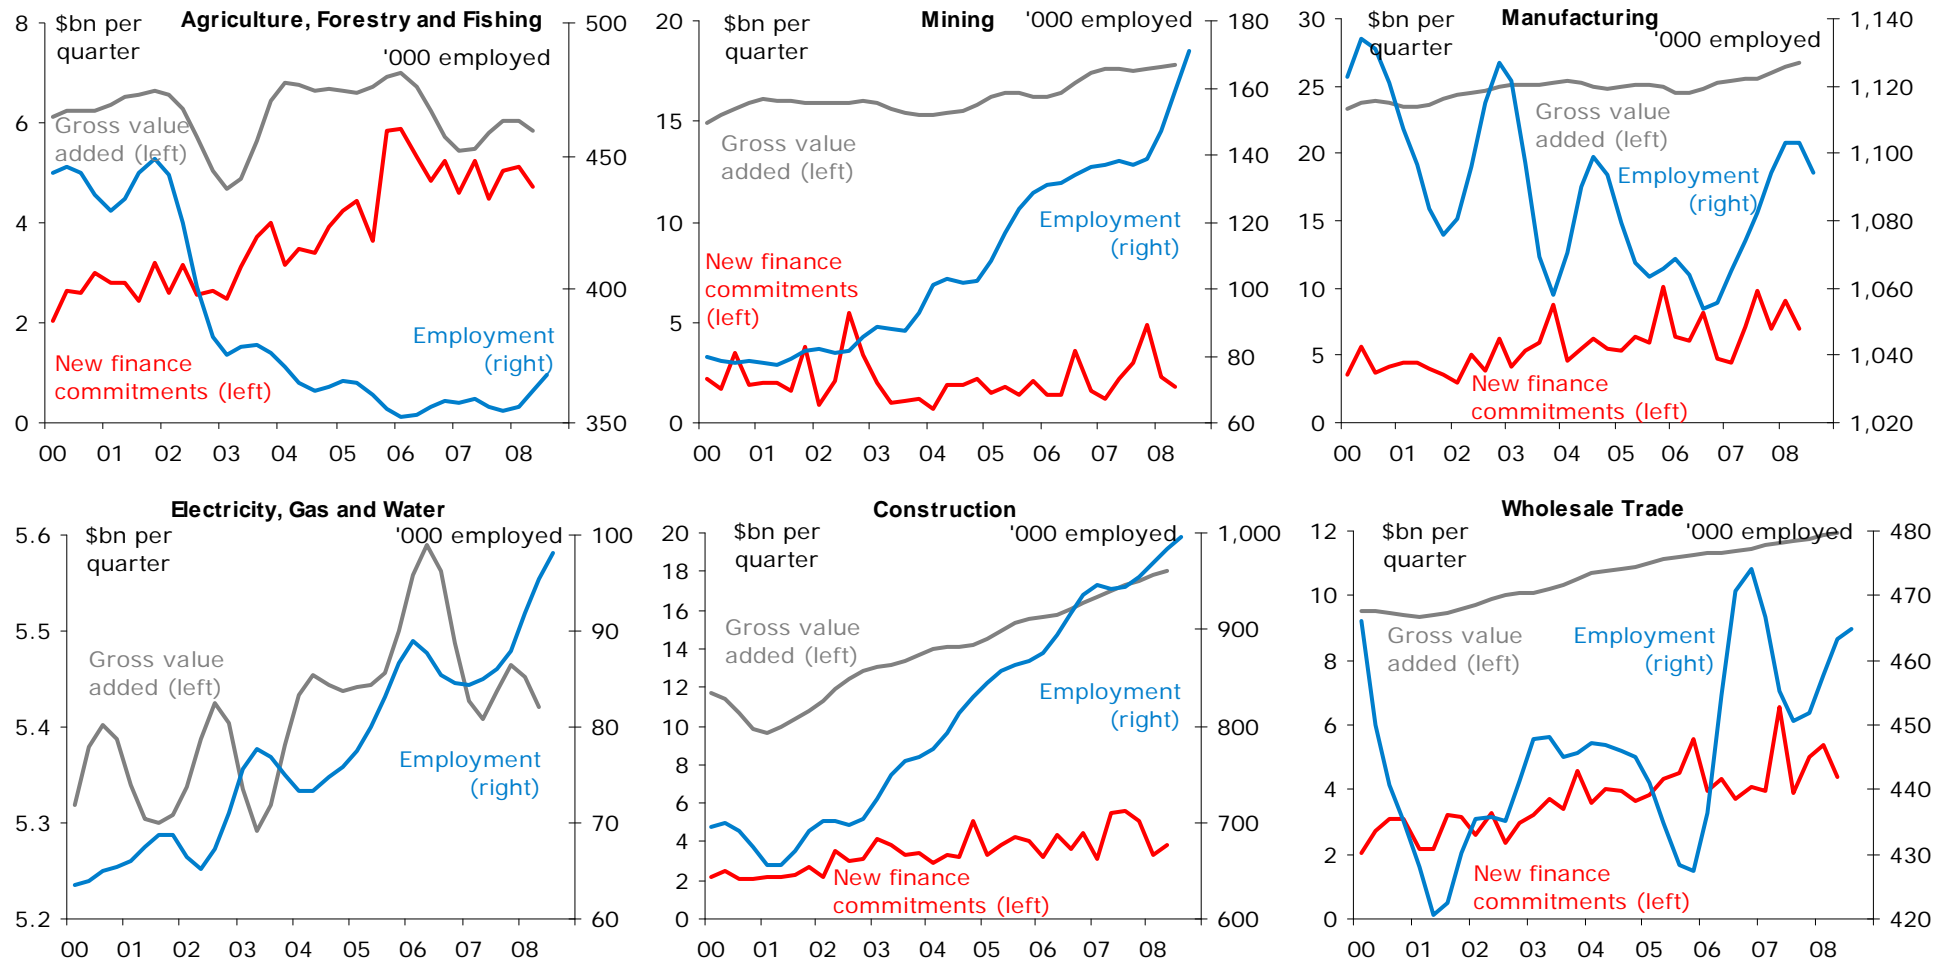 Agriculture, Forestry and Fishing
$bn per
quarter
'000 employed
8
6
4
2
0
500
450
400
350
Gross value
added (left)
New finance
commitments (left)
Employment
(right)
00 01 02 03 04 05 06 07 08
Mining
$bn per
quarter
'000 employed
20
15
10
5
0
180
160
140
120
100
80
60
Gross value
added (left)
Employment
(right)
New finance
commitments
(left)
00 01 02 03 04 05 06 07 08
Manufacturing
$bn per
quarter
'000 employed
30
25
20
15
10
5
0
1,140
1,120
1,100
1,080
1,060
1,040
1,020
Gross value
added (left)
Employment
(right)
New finance
commitments (left)
00 01 02 03 04 05 06 07 08
Electricity, Gas and Water
$bn per
quarter
'000 employed
5.6
5.5
5.4
5.3
5.2
100
90
80
70
60
Gross value
added (left)
Employment
(right)
00 01 02 03 04 05 06 07 08
Construction
$bn per
quarter
'000 employed
20
18
16
14
12
10
8
6
4
2
0
1,000
900
800
700
600
Gross value
added (left)
Employment
(right)
New finance
commitments (left)
00 01 02 03 04 05 06 07 08
Wholesale Trade
$bn per
quarter
'000 employed
12
10
8
6
4
2
0
480
470
460
450
440
430
420
Gross value
added (left)
Employment
(right)
New finance
commitments (left)
00 01 02 03 04 05 06 07 08